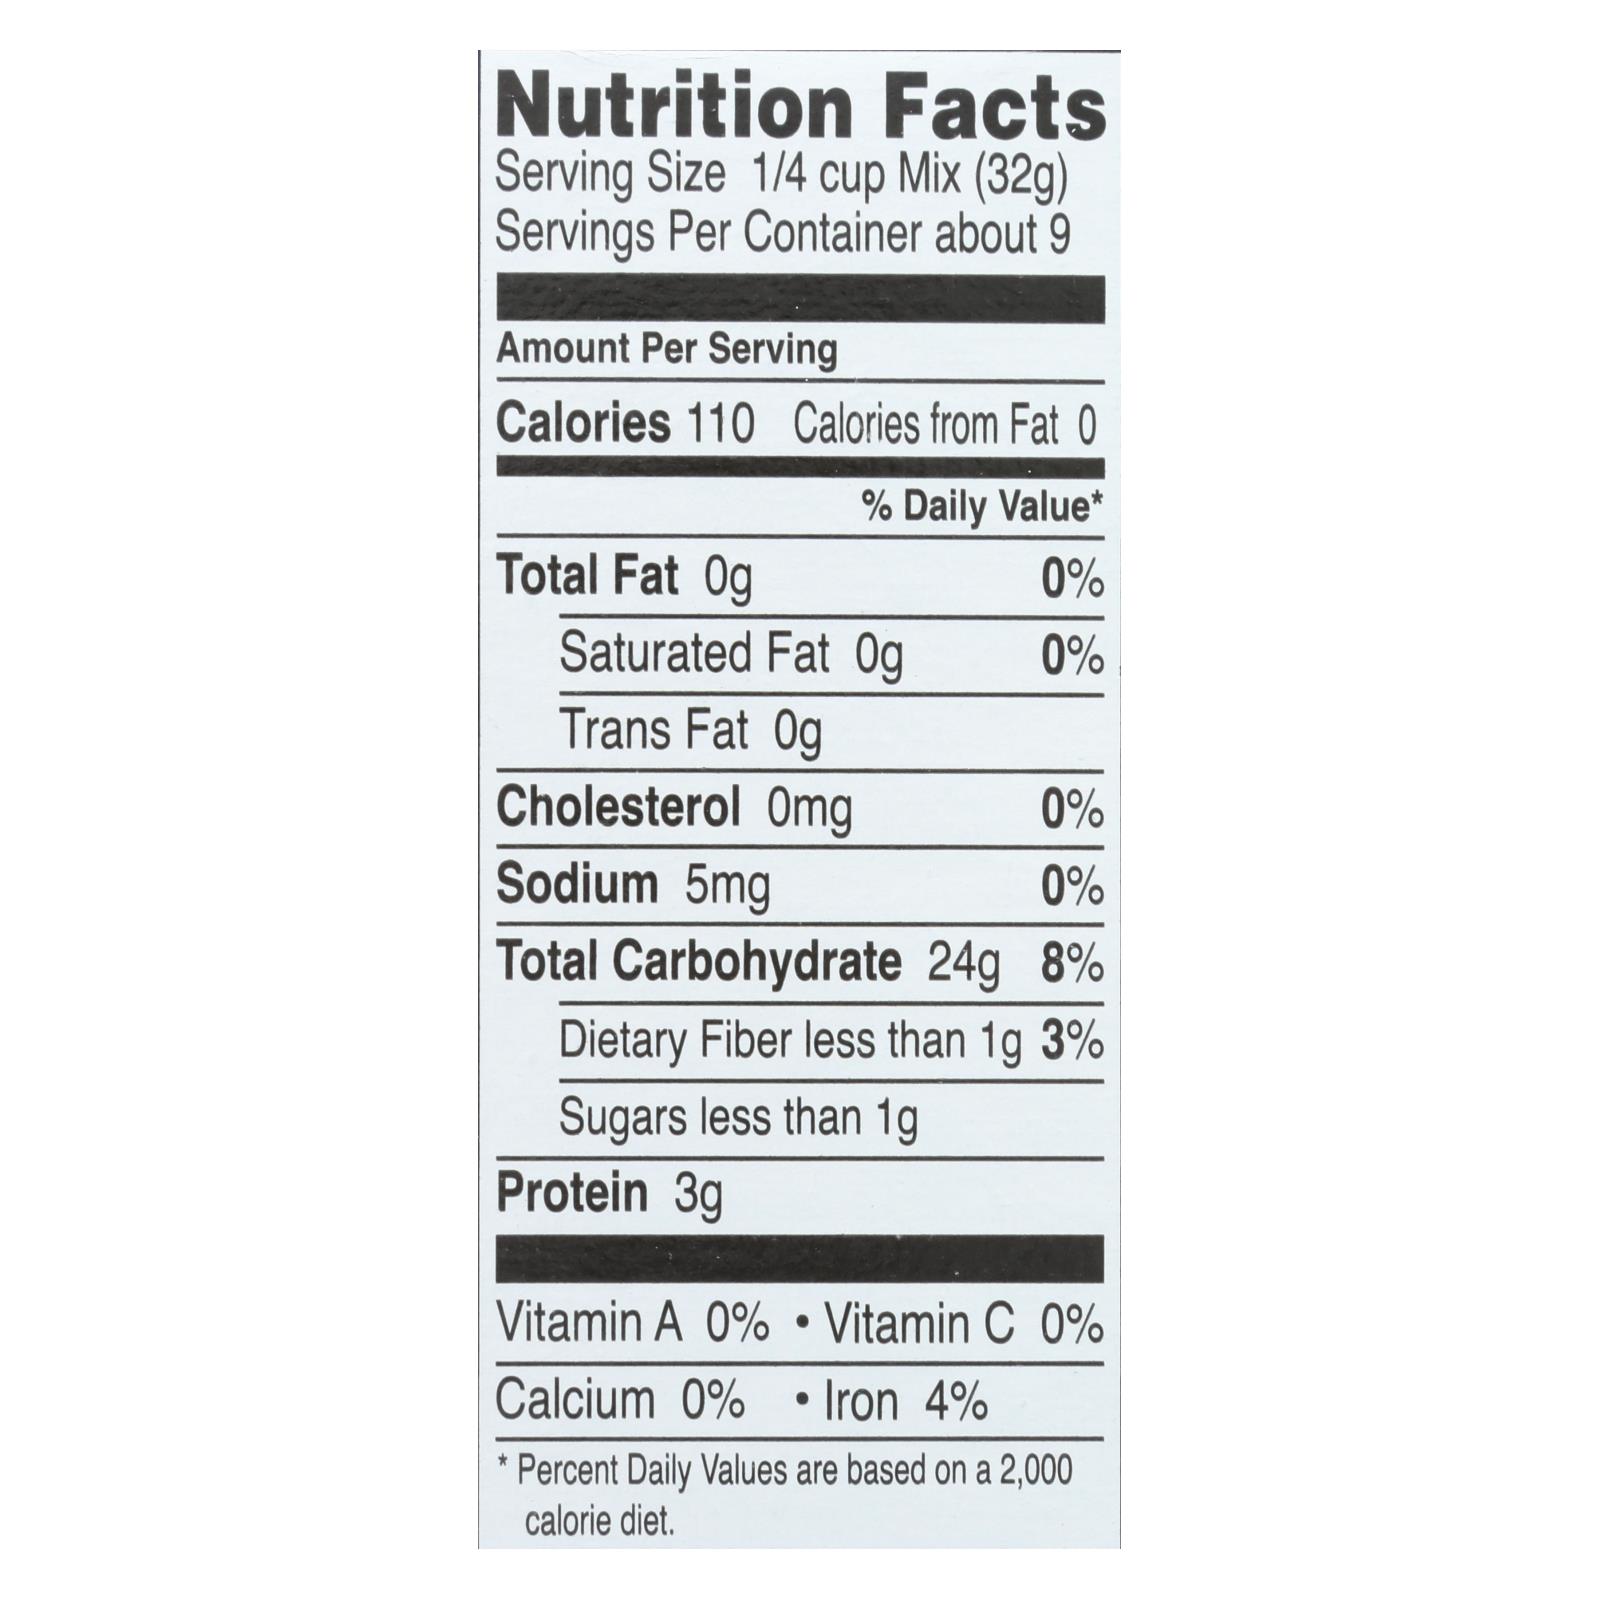 Nutrition Facts
Serving Size 1/4 cup Mix (32g)
Servings Per Container about 9
Amount Per Serving
Calories 110 Calories from Fat 0
% Daily Value*
Total Fat 0g 0%
Saturated Fat 0g 0%
Trans Fat 0g
Cholesterol 0mg 0%
Sodium 5mg 0%
Total Carbohydrate 24g 8%
Dietary Fiber less than 1g 3%
Sugars less than 1g
Protein 3g
Vitamin A 0% • Vitamin C 0%
Calcium 0% • Iron 4%
* Percent Daily Values are based on a 2,000
calorie diet.